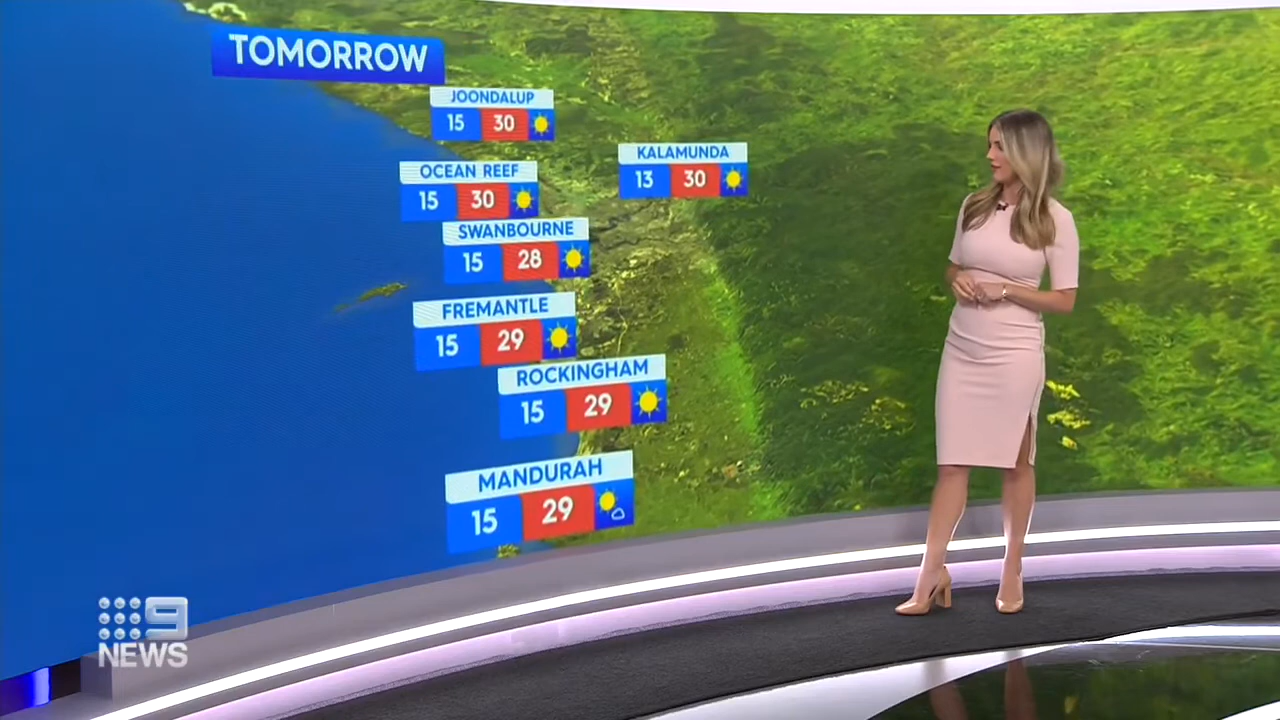 TOMORROW
JOONDALUP
15 30
KALAMUNDA
13 30
OCEAN REEF
15 30
SWANBOURNE
15 28
FREMANTLE
15 29
ROCKINGHAM
15 29
MANDURAH
15 29
9
NEWS